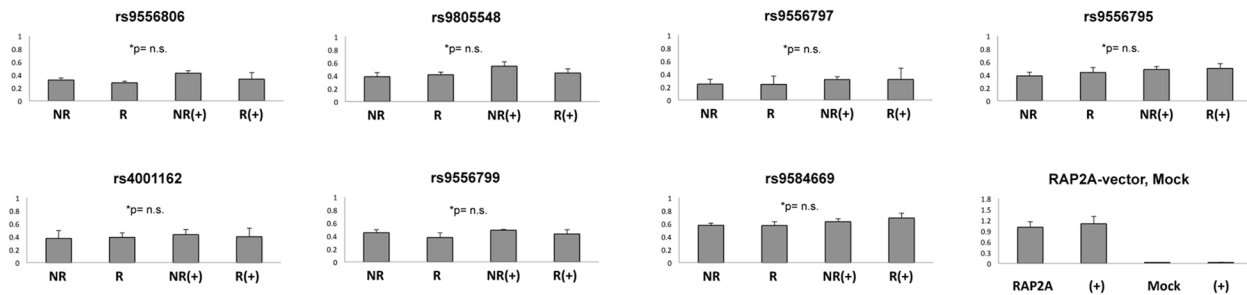 rs9556806
*p= n.s.
1
0.8
0.6
0.4
0.2
0
NR R NR(+) R(+)
rs9805548
*p= n.s.
1
0.8
0.6
0.4
0.2
0
NR R NR(+) R(+)
rs9556797
*p= n.s.
1
0.8
0.6
0.4
0.2
0
NR R NR(+) R(+)
rs9556795
*p= n.s.
1
0.8
0.6
0.4
0.2
0
NR R NR(+) R(+)
rs4001162
*p= n.s.
1
0.8
0.6
0.4
0.2
0
NR R NR(+) R(+)
rs9556799
*p= n.s.
1
0.8
0.6
0.4
0.2
0
NR R NR(+) R(+)
rs9584669
*p= n.s.
1
0.8
0.6
0.4
0.2
0
NR R NR(+) R(+)
RAP2A-vector, Mock
1.8
1.5
1.2
0.9
0.6
0.3
0
RAP2A (+) Mock (+)